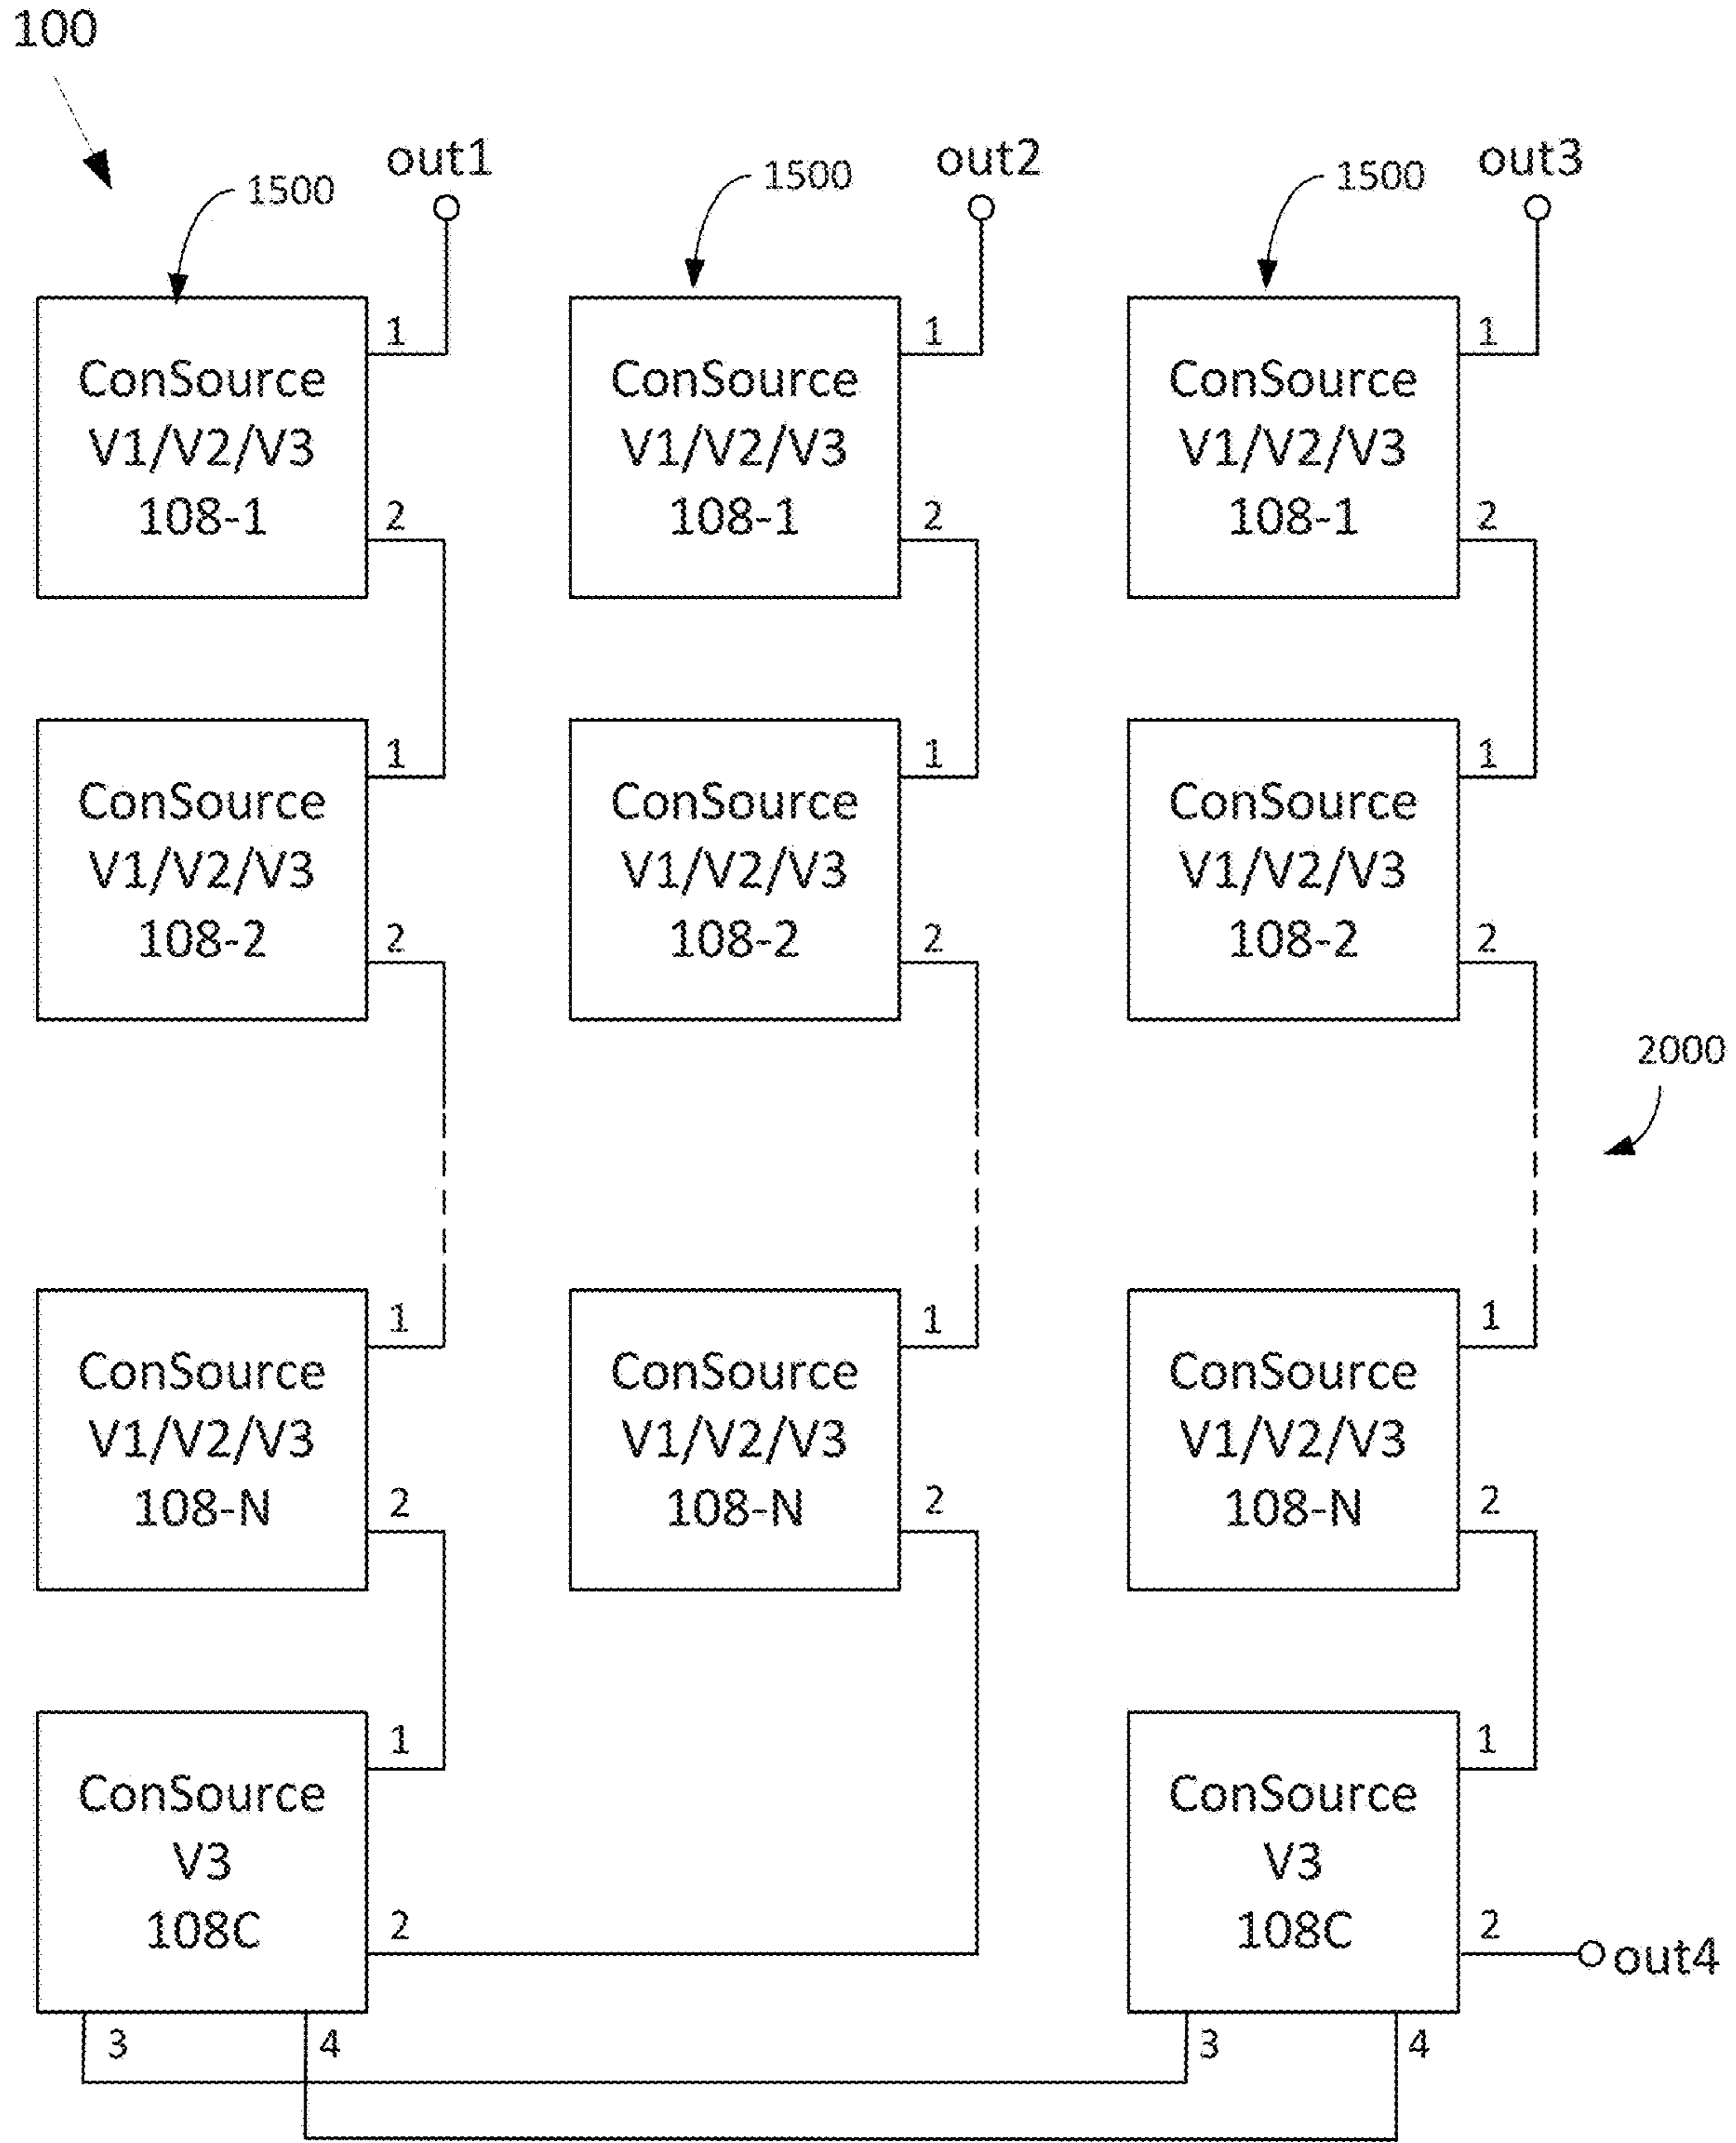 100
1500 out1 1500 out2 1500 out3
1 1 1
ConSource ConSource ConSource
V1/V2/V3 V1/V2/V3 V1/V2/V3
108-1 108-1 108-1
2 2 2
1 1 1
ConSource ConSource ConSource
V1/V2/V3 V1/V2/V3 V1/V2/V3
108-2 108-2 108-2
2 2 2
2000
1 1 1
ConSource ConSource ConSource
V1/V2/V3 V1/V2/V3 V1/V2/V3
108-N 108-N 108-N
2 2 2
1 1
ConSource ConSource
V3 V3
108C 108C
2 2
out4
3 4 3 4